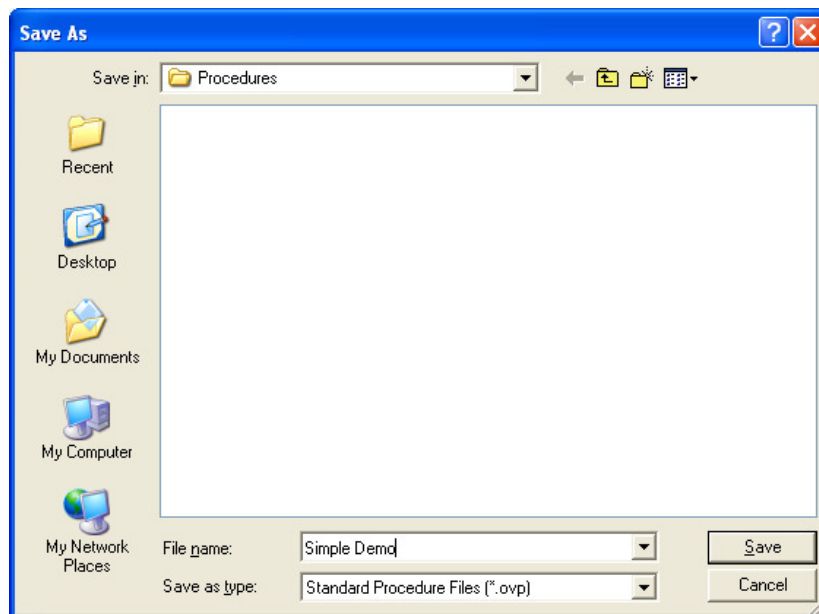 Save As
Save in:
Procedures
Recent
Desktop
My Documents
My Computer
My Network
Places
File name:
Simple Demo
Save
Save as type:
Standard Procedure Files (*.ovp)
Cancel